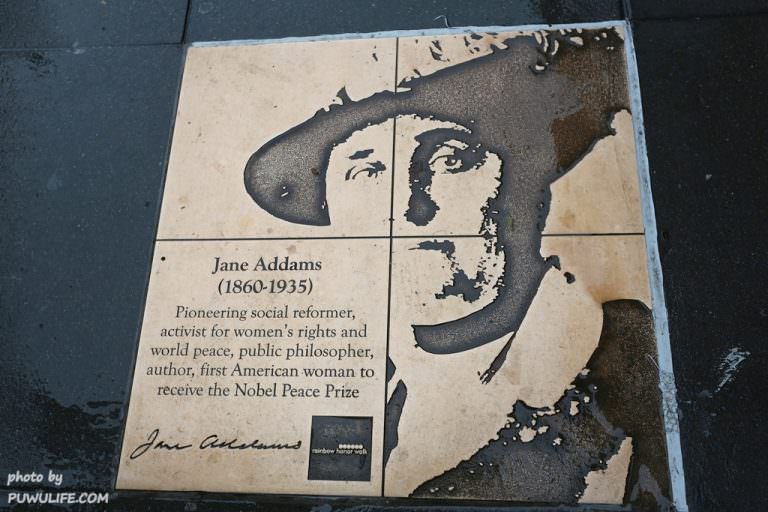 Jane Addams
(1860-1935)
Pioneering social reformer,
activist for women's rights and
world peace, public philosopher,
author, first American woman to
receive the Nobel Peace Prize
Jane Addams
rainbow honor walk
photo by
PUWULIFE.COM